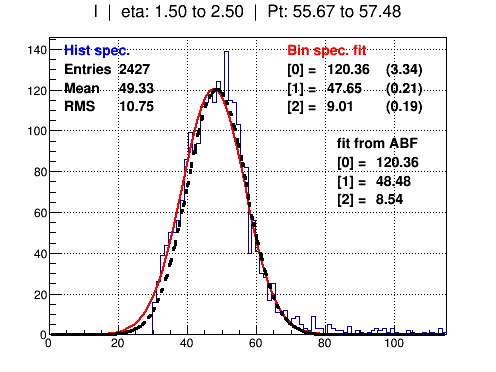 I | eta: 1.50 to 2.50 | Pt: 55.67 to 57.48
Hist spec.
Entries 2427
Mean 49.33
RMS 10.75
Bin spec. fit
[0] = 120.36 (3.34)
[1] = 47.65 (0.21)
[2] = 9.01 (0.19)
fit from ABF
[0] = 120.36
[1] = 48.48
[2] = 8.54
140
120
100
80
60
40
20
0
0 20 40 60 80 100